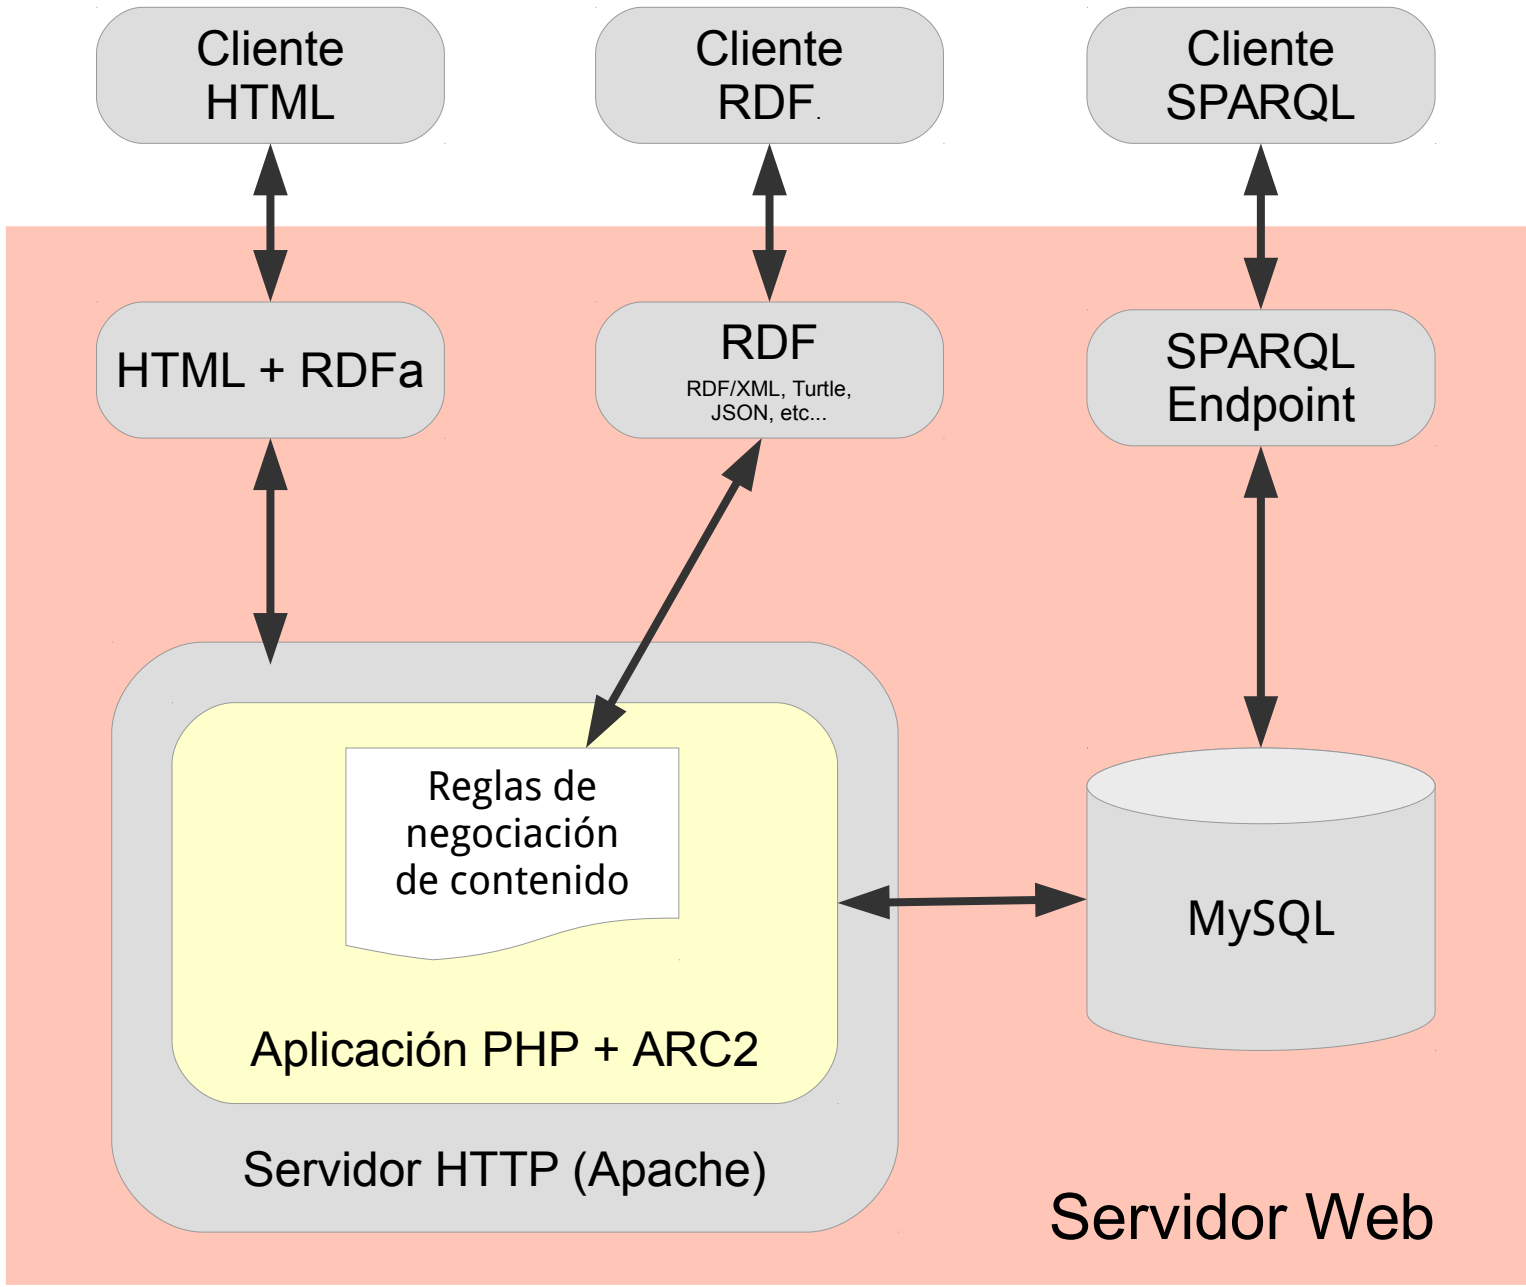 Cliente
HTML
Cliente
RDF.
Cliente
SPARQL
HTML + RDFa
RDF
RDF/XML, Turtle,
JSON, etc...
SPARQL
Endpoint
Reglas de
negociación
de contenido
Aplicación PHP + ARC2
Servidor HTTP (Apache)
MySQL
Servidor Web